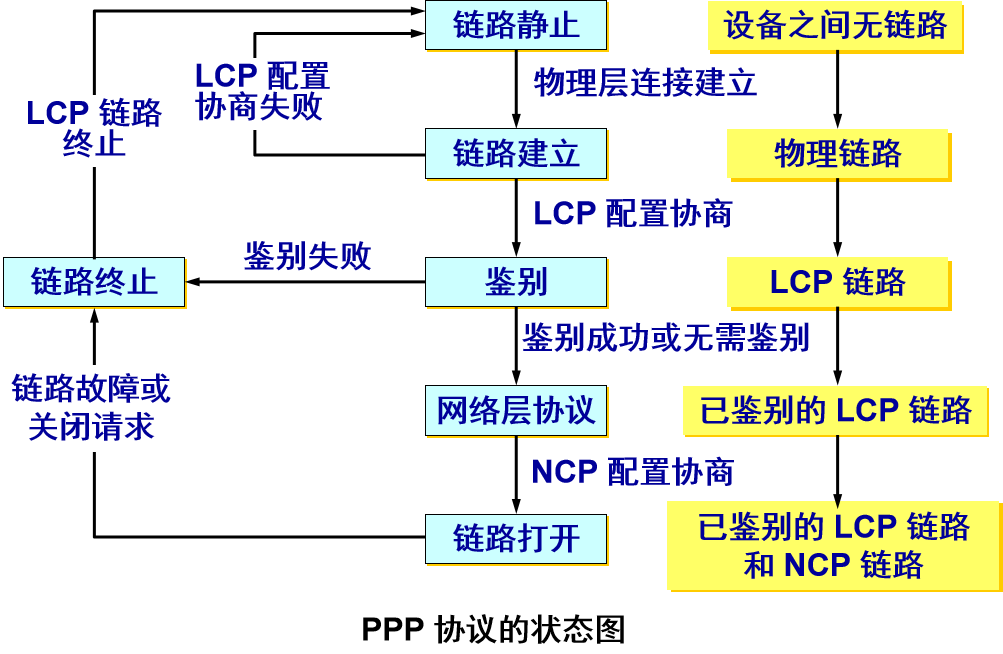 链路静止
设备之间无链路
LCP 配置
协商失败
物理层连接建立
LCP 链路
终止
链路建立
物理链路
LCP 配置协商
鉴别失败
链路终止
鉴别
LCP 链路
鉴别成功或无需鉴别
链路故障或
关闭请求
网络层协议
已鉴别的 LCP 链路
NCP 配置协商
链路打开
已鉴别的 LCP 链路
和 NCP 链路
PPP 协议的状态图